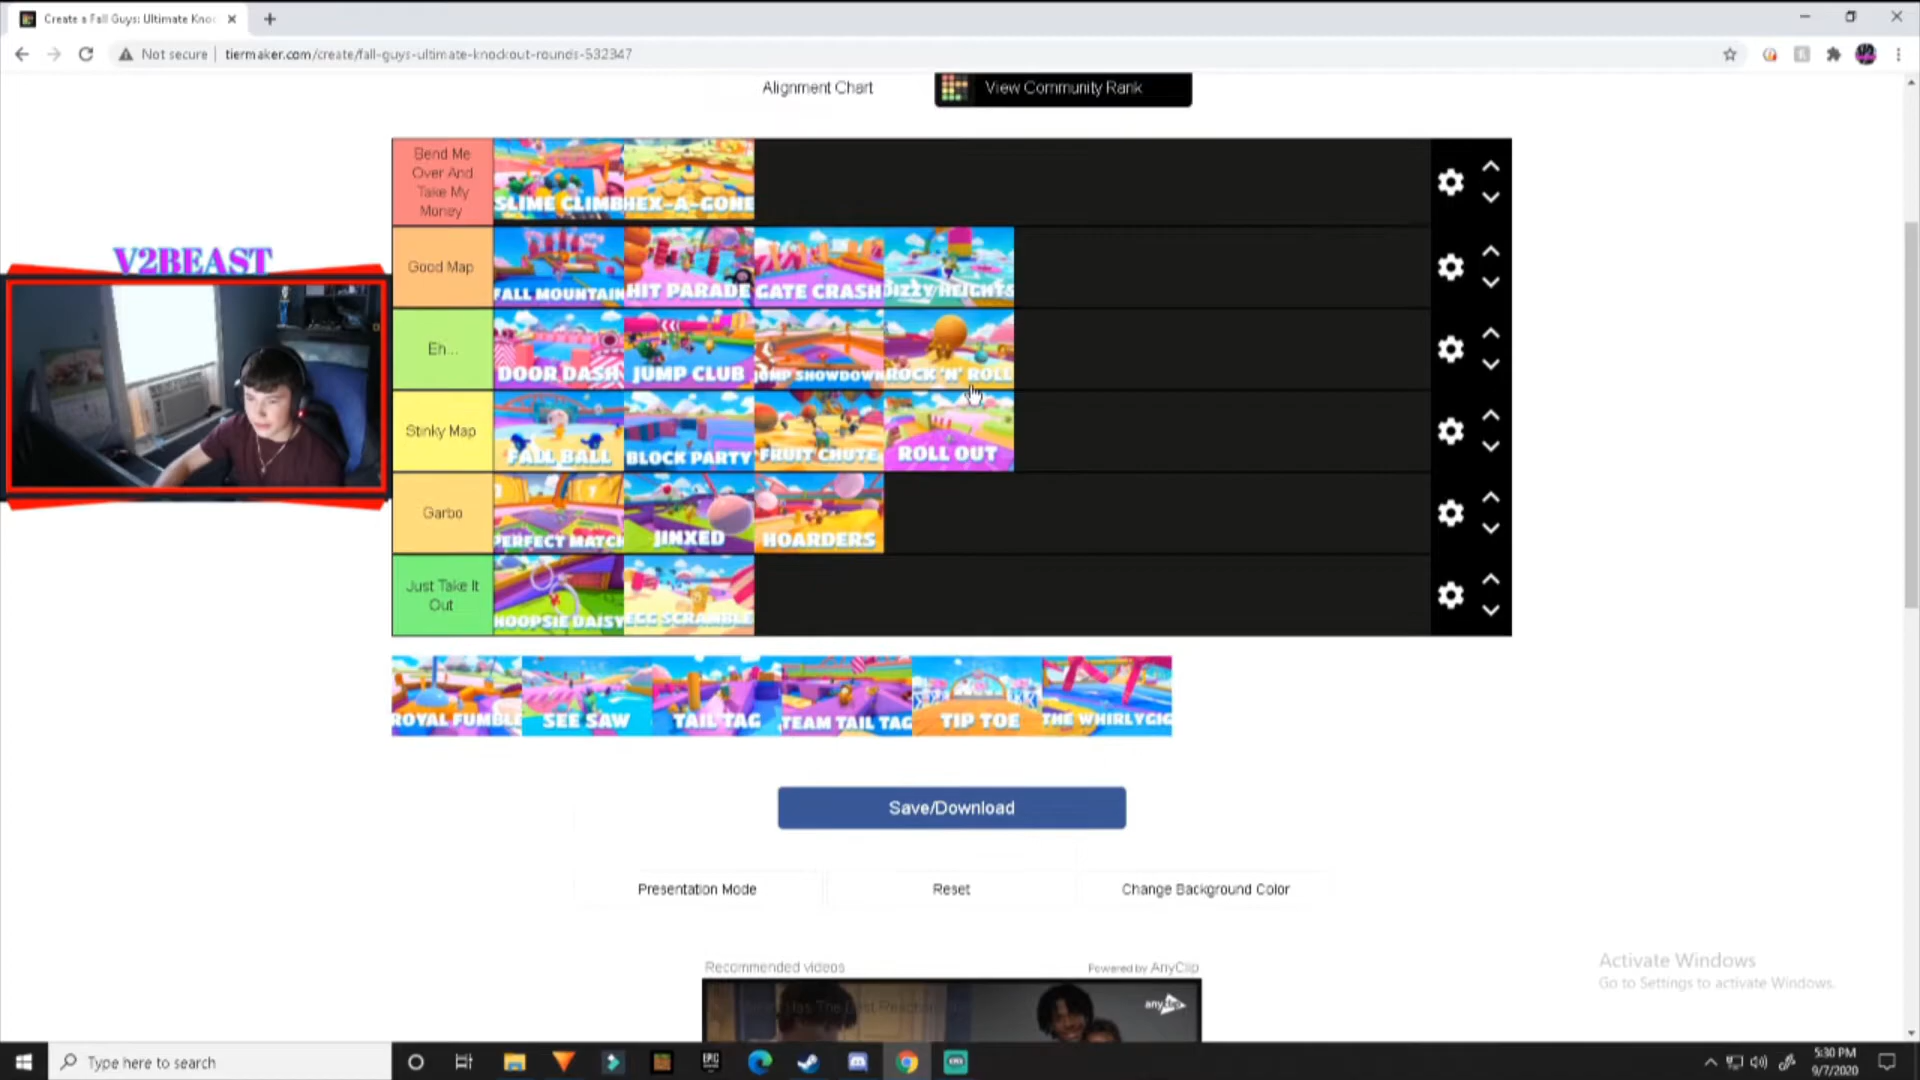 Create a Fall Guys: Ultimate Kno
Not secure
tiermaker.com/create/fall-guys-ultimate-knockout-rounds-532347
Alignment Chart
View Community Rank
Bend Me
Over And
Take My
Money
SLIME CLIMB
HEX-A-GONE
V2BEAST
Good Map
FALL MOUNTAIN
HIT PARADE
GATE CRASH
DIZZY HEIGHTS
Eh...
DOOR DASH
JUMP CLUB
JUMP SHOWDOWN
ROCK 'N' ROLL
Stinky Map
FALL BALL
BLOCK PARTY
FRUIT CHUTE
ROLL OUT
Garbo
PERFECT MATCH
JINXED
HOARDERS
Just Take It
Out
HOOPSIE DAISY
EGG SCRAMBLE
ROYAL FUMBLE
SEE SAW
TAIL TAG
TEAM TAIL TAG
TIP TOE
THE WHIRLYGIG
Save/Download
Presentation Mode
Reset
Change Background Color
Recommended videos
Powered by AnyClip
Has The Best
anyclip
Activate Windows
Go to Settings to activate Windows.
Type here to search
EPIC
5:30 PM
9/7/2020